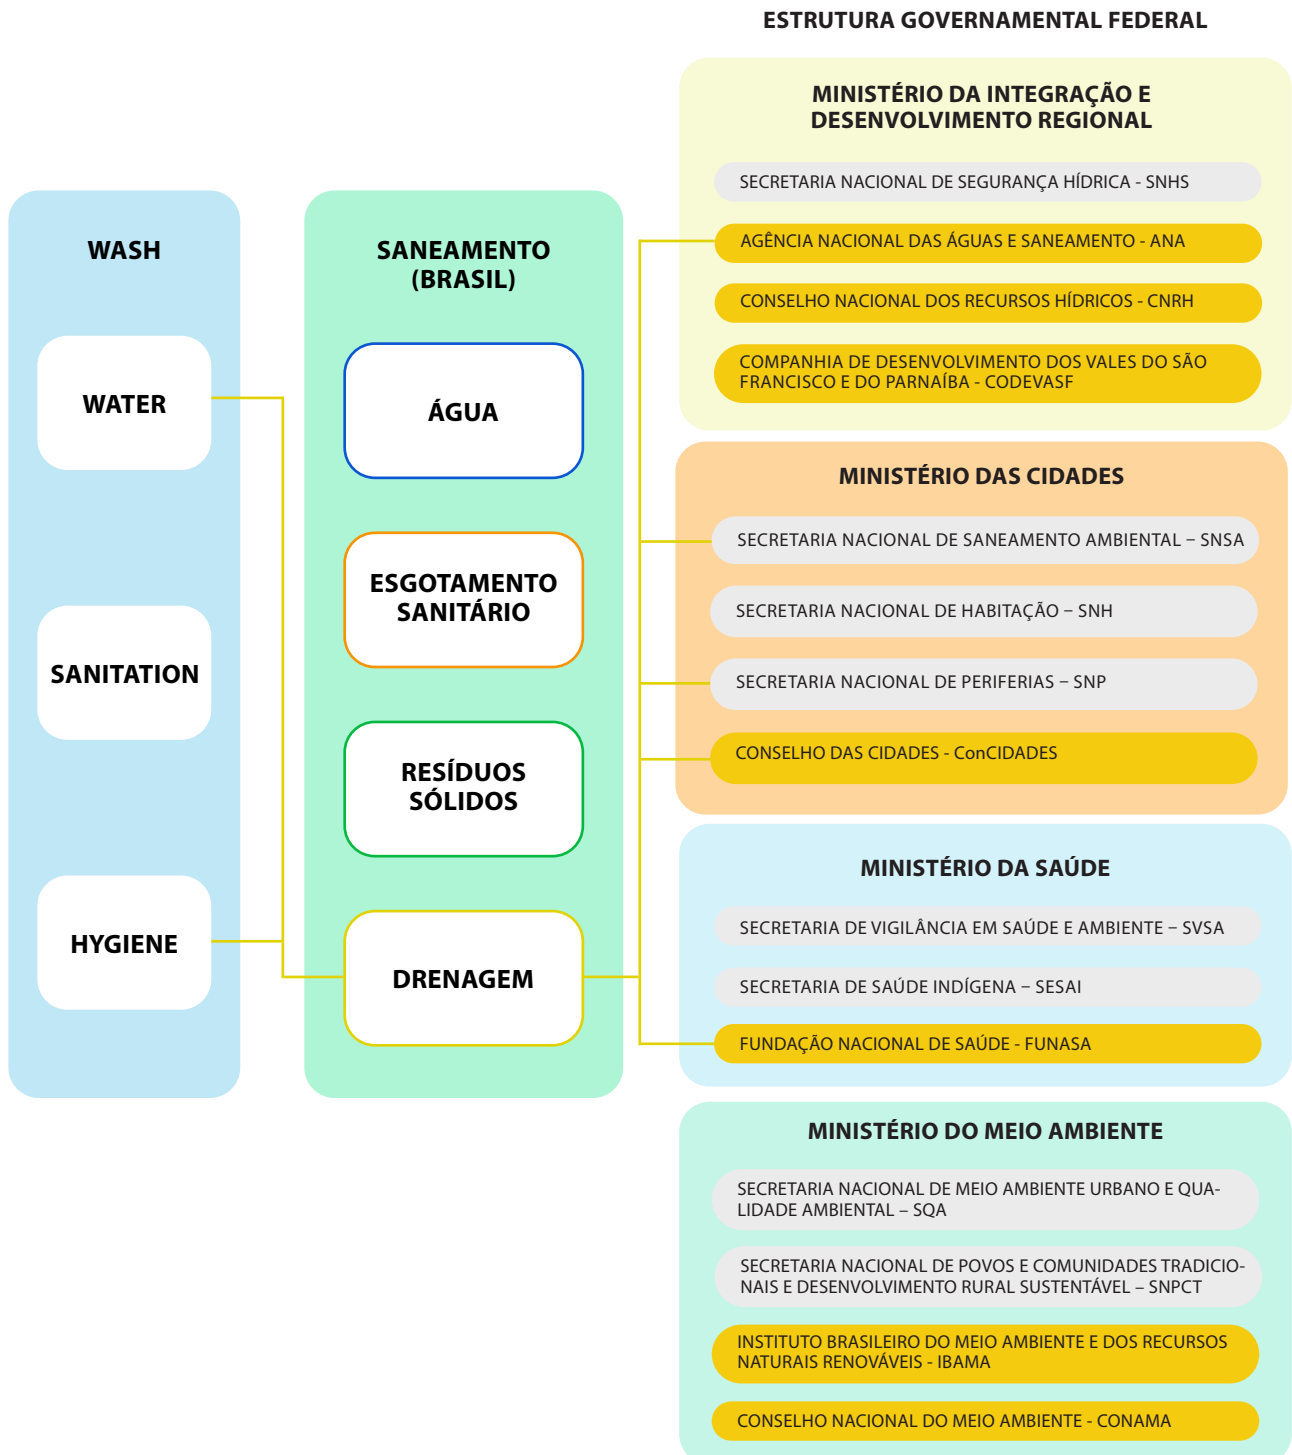 ESTRUTURA GOVERNAMENTAL FEDERAL
WASH
WATER
SANITATION
HYGIENE
SANEAMENTO
(BRASIL)
ÁGUA
ESGOTAMENTO
SANITÁRIO
RESÍDUOS
SÓLIDOS
DRENAGEM
MINISTÉRIO DA INTEGRAÇÃO E
DESENVOLVIMENTO REGIONAL
SECRETARIA NACIONAL DE SEGURANÇA HÍDRICA - SNHS
AGÊNCIA NACIONAL DAS ÁGUAS E SANEAMENTO - ANA
CONSELHO NACIONAL DOS RECURSOS HÍDRICOS - CNRH
COMPANHIA DE DESENVOLVIMENTO DOS VALES DO SÃO
FRANCISCO E DO PARNAÍBA - CODEVASF
MINISTÉRIO DAS CIDADES
SECRETARIA NACIONAL DE SANEAMENTO AMBIENTAL – SNSA
SECRETARIA NACIONAL DE HABITAÇÃO – SNH
SECRETARIA NACIONAL DE PERIFERIAS – SNP
CONSELHO DAS CIDADES - ConCIDADES
MINISTÉRIO DA SAÚDE
SECRETARIA DE VIGILÂNCIA EM SAÚDE E AMBIENTE – SVSA
SECRETARIA DE SAÚDE INDÍGENA – SESAI
FUNDAÇÃO NACIONAL DE SAÚDE - FUNASA
MINISTÉRIO DO MEIO AMBIENTE
SECRETARIA NACIONAL DE MEIO AMBIENTE URBANO E QUA-
LIDADE AMBIENTAL – SQA
SECRETARIA NACIONAL DE POVOS E COMUNIDADES TRADICIO-
NAIS E DESENVOLVIMENTO RURAL SUSTENTÁVEL – SNPCT
INSTITUTO BRASILEIRO DO MEIO AMBIENTE E DOS RECURSOS
NATURAIS RENOVÁVEIS - IBAMA
CONSELHO NACIONAL DO MEIO AMBIENTE - CONAMA